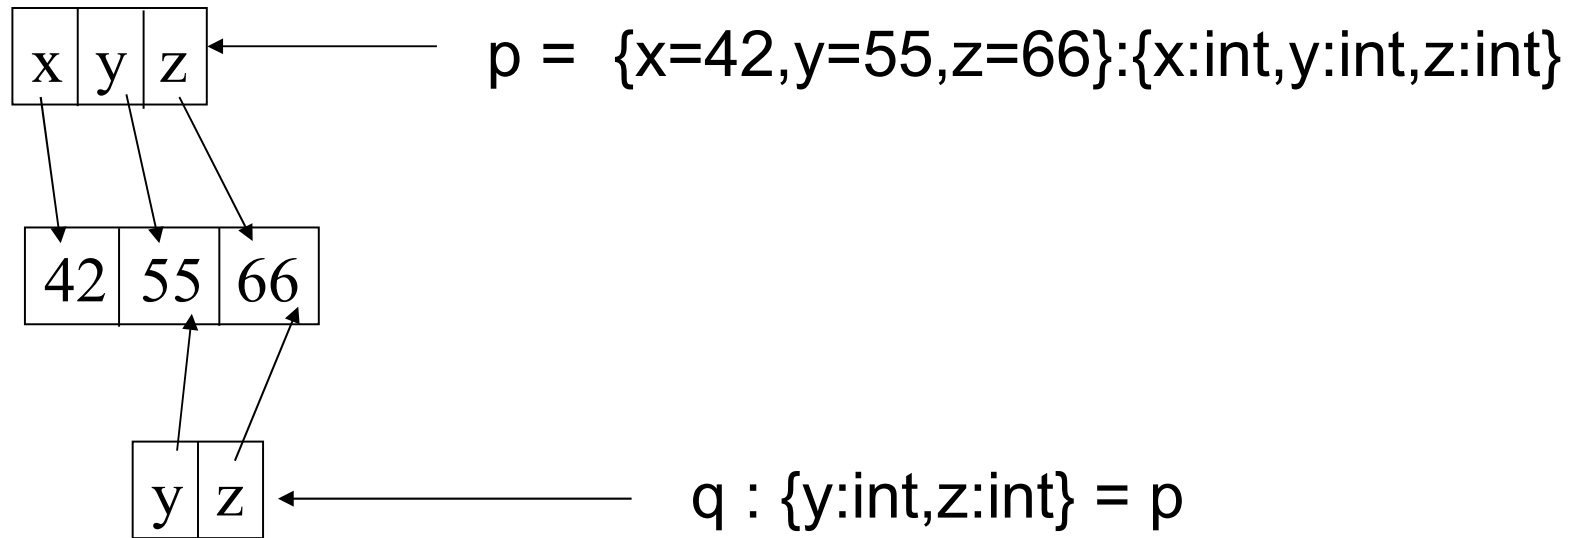 x y z
p = {x=42,y=55,z=66}:{x:int,y:int,z:int}
42 55 66
y z
q : {y:int,z:int} = p